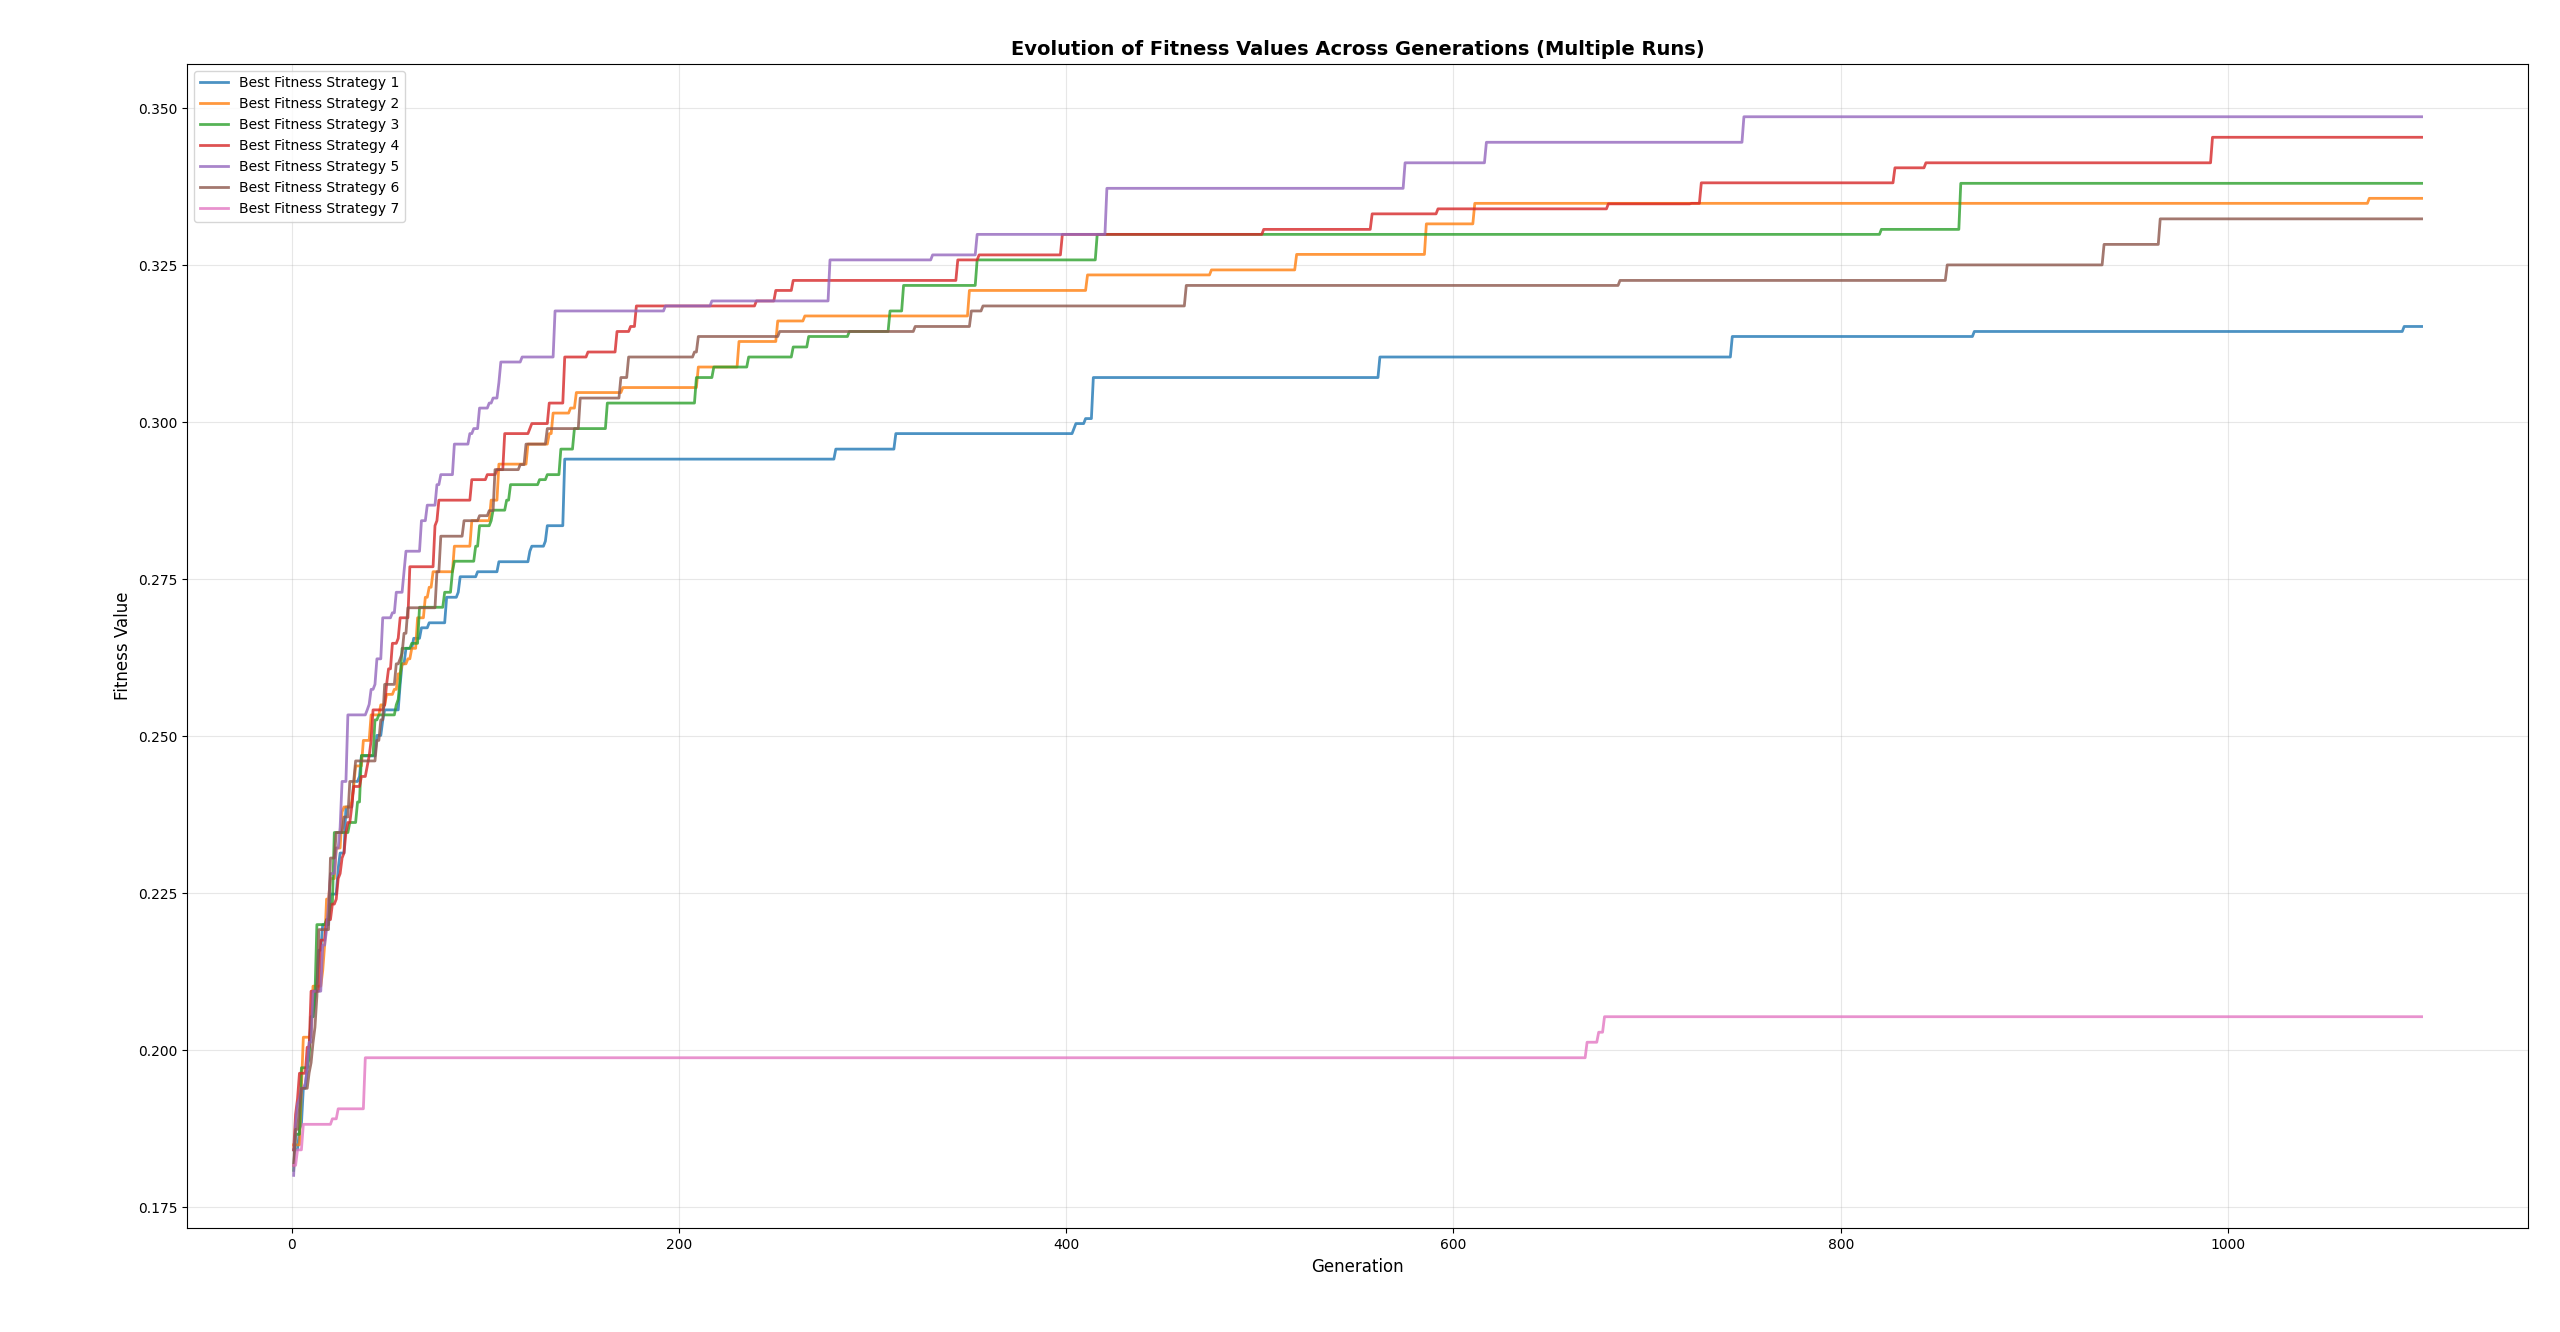 Evolution of Fitness Values Across Generations (Multiple Runs)
Best Fitness Strategy 1
Best Fitness Strategy 2
Best Fitness Strategy 3
Best Fitness Strategy 4
Best Fitness Strategy 5
Best Fitness Strategy 6
Best Fitness Strategy 7
0.350
0.325
0.300
0.275
0.250
0.225
0.200
0.175
Fitness Value
0 200 400 600 800 1000
Generation